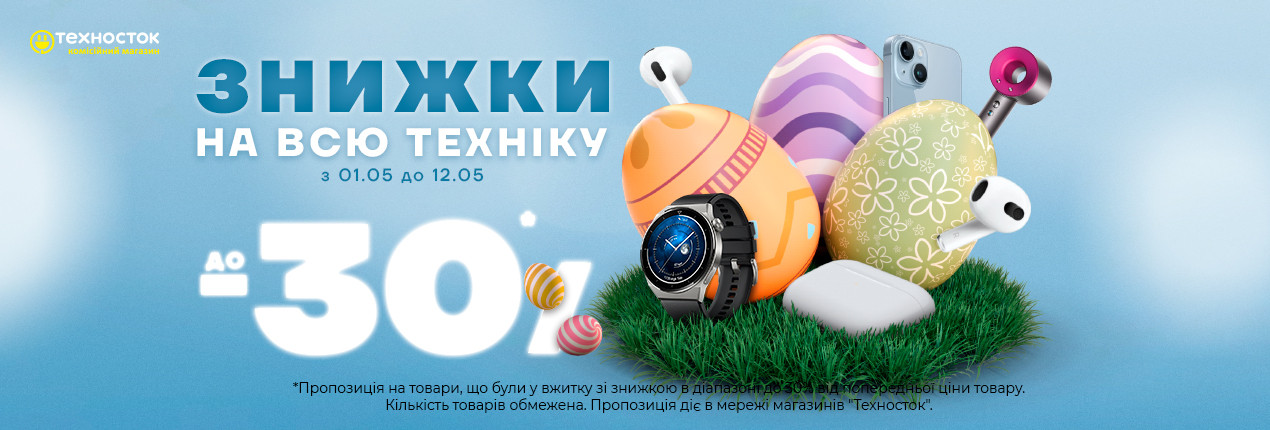 ТЕХНОСТОК
комісійний магазин
ЗНИЖКИ
НА ВСЮ ТЕХНІКУ
з 01.05 до 12.05
ДО
-30%*
*Пропозиція на товари, що були у вжитку зі знижкою в діапазоні до 30% від попередньої ціни товару.
Кількість товарів обмежена. Пропозиція діє в мережі магазинів "Техносток".